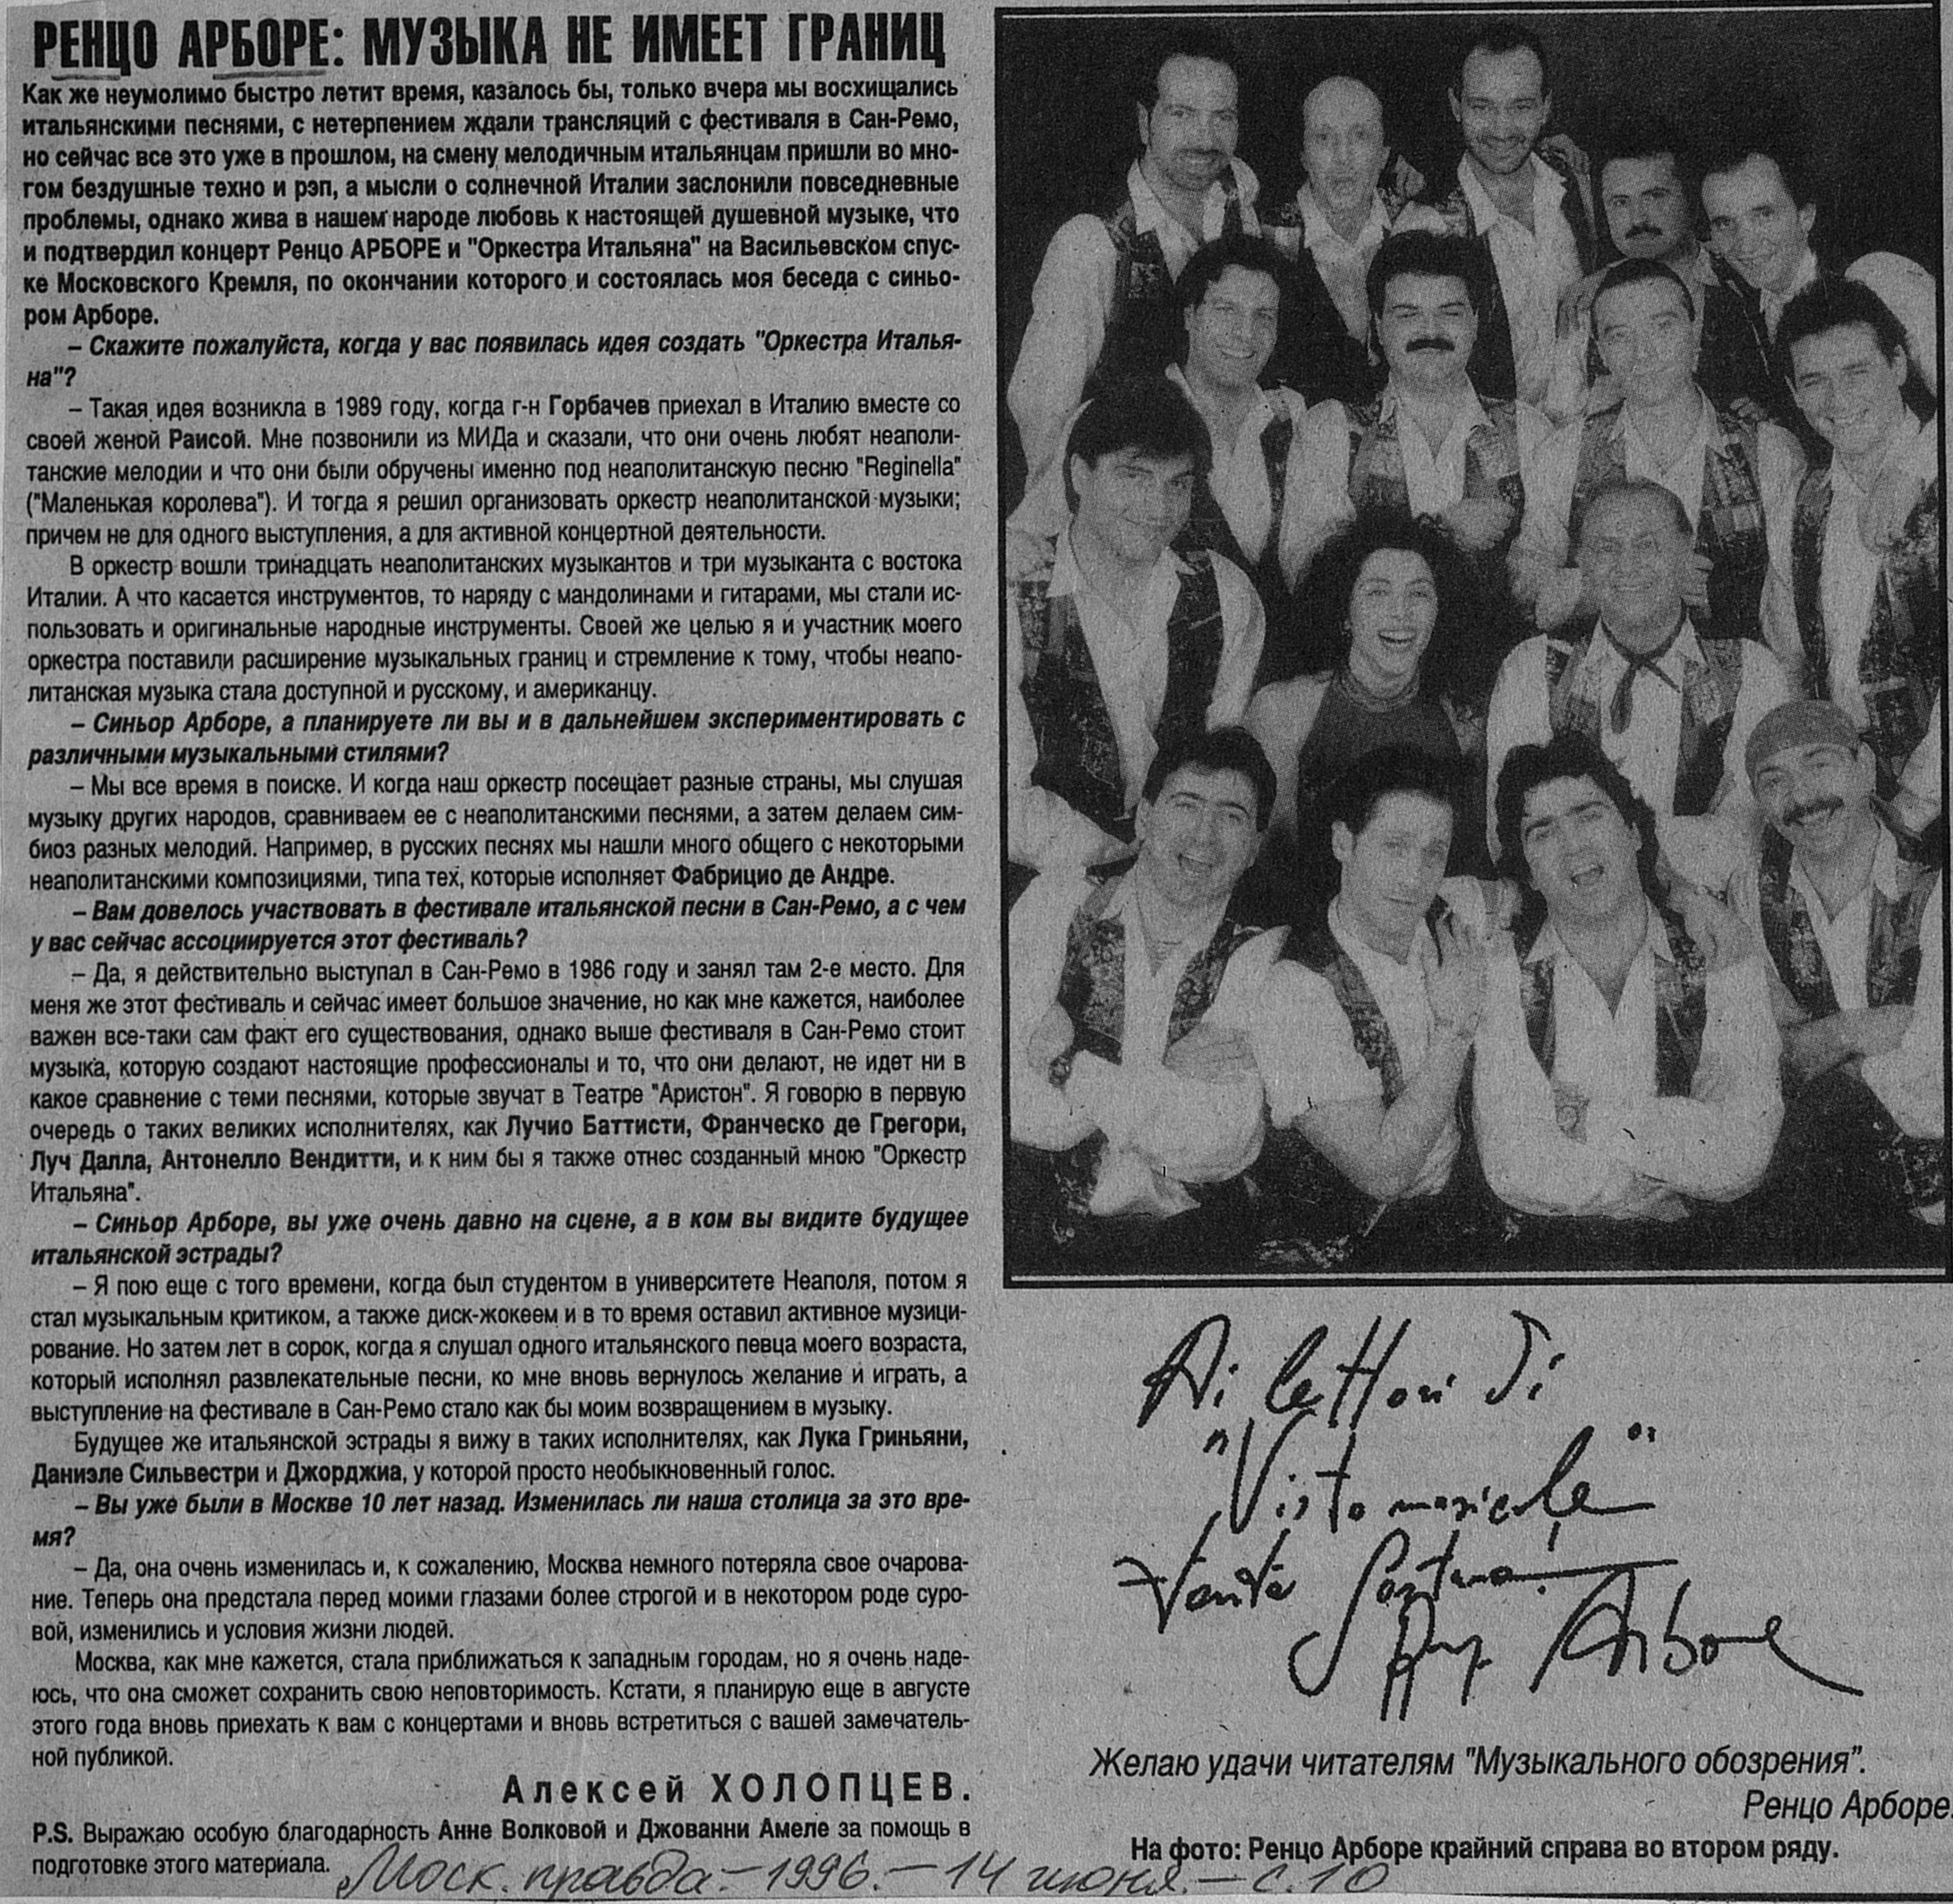 РЕНЦО АРБОРЕ: МУЗЫКА НЕ ИМЕЕТ ГРАНИЦ
Как же неумолимо быстро летит время, казалось бы, только вчера мы восхищались
итальянскими песнями, с нетерпением ждали трансляций с фестиваля в Сан-Ремо,
но сейчас все это уже в прошлом, на смену мелодичным итальянцам пришли во мно-
гом бездушные техно и рэп, а мысли о солнечной Италии заслонили повседневные
проблемы, однако жива в нашем народе любовь к настоящей душевной музыке, что
и подтвердил концерт Ренцо АРБОРЕ и "Оркестра Итальяна" на Васильевском спус-
ке Московского Кремля, по окончании которого и состоялась моя беседа с синьо-
ром Арборе.
– Скажите пожалуйста, когда у вас появилась идея создать "Оркестра Италья-
на"?
– Такая идея возникла в 1989 году, когда г-н Горбачев приехал в Италию вместе со
своей женой Раисой. Мне позвонили из МИДа и сказали, что они очень любят неаполи-
танские мелодии и что они были обручены именно под неаполитанскую песню "Reginella"
("Маленькая королева"). И тогда я решил организовать оркестр неаполитанской музыки;
причем не для одного выступления, а для активной концертной деятельности.
В оркестр вошли тринадцать неаполитанских музыкантов и три музыканта с востока
Италии. А что касается инструментов, то наряду с мандолинами и гитарами, мы стали ис-
пользовать и оригинальные народные инструменты. Своей же целью я и участник моего
оркестра поставили расширение музыкальных границ и стремление к тому, чтобы неапо-
литанская музыка стала доступной и русскому, и американцу.
– Синьор Арборе, а планируете ли вы и в дальнейшем экспериментировать с
различными музыкальными стилями?
– Мы все время в поиске. И когда наш оркестр посещает разные страны, мы слушая
музыку других народов, сравниваем ее с неаполитанскими песнями, а затем делаем сим-
биоз разных мелодий. Например, в русских песнях мы нашли много общего с некоторыми
неаполитанскими композициями, типа тех, которые исполняет Фабрицио де Андре.
– Вам довелось участвовать в фестивале итальянской песни в Сан-Ремо, а с чем
у вас сейчас ассоциируется этот фестиваль?
– Да, я действительно выступал в Сан-Ремо в 1986 году и занял там 2-е место. Для
меня же этот фестиваль и сейчас имеет большое значение, но как мне кажется, наиболее
важен все-таки сам факт его существования, однако выше фестиваля в Сан-Ремо стоит
музыка, которую создают настоящие профессионалы и то, что они делают, не идет ни в
какое сравнение с теми песнями, которые звучат в Театре "Аристон". Я говорю в первую
очередь о таких великих исполнителях, как Лучио Баттисти, Франческо де Грегори,
Луч Далла, Антонелло Вендитти, и к ним бы я также отнес созданный мною "Оркестр
Итальяна".
– Синьор Арборе, вы уже очень давно на сцене, а в ком вы видите будущее
итальянской эстрады?
– Я пою еще с того времени, когда был студентом в университете Неаполя, потом я
стал музыкальным критиком, а также диск-жокеем и в то время оставил активное музици-
рование. Но затем лет в сорок, когда я слушал одного итальянского певца моего возраста,
который исполнял развлекательные песни, ко мне вновь вернулось желание и играть, а
выступление на фестивале в Сан-Ремо стало как бы моим возвращением в музыку.
Будущее же итальянской эстрады я вижу в таких исполнителях, как Лука Гриньяни,
Даниэле Сильвестри и Джорджиа, у которой просто необыкновенный голос.
– Вы уже были в Москве 10 лет назад. Изменилась ли наша столица за это вре-
мя?
– Да, она очень изменилась и, к сожалению, Москва немного потеряла свое очарова-
ние. Теперь она предстала перед моими глазами более строгой и в некотором роде суро-
вой, изменились и условия жизни людей.
Москва, как мне кажется, стала приближаться к западным городам, но я очень наде-
юсь, что она сможет сохранить свою неповторимость. Кстати, я планирую еще в августе
этого года вновь приехать к вам с концертами и вновь встретиться с вашей замечатель-
ной публикой.
Алексей ХОЛОПЦЕВ.
P.S. Выражаю особую благодарность Анне Волковой и Джованни Амеле за помощь в
подготовке этого материала.
Моск. правда. – 1996. – 14 июня. – с. 10
Ai lettori di
"Visto musicale"
Tanta fortuna!
Arbore
Желаю удачи читателям "Музыкального обозрения".
Ренцо Арборе.
На фото: Ренцо Арборе крайний справа во втором ряду.